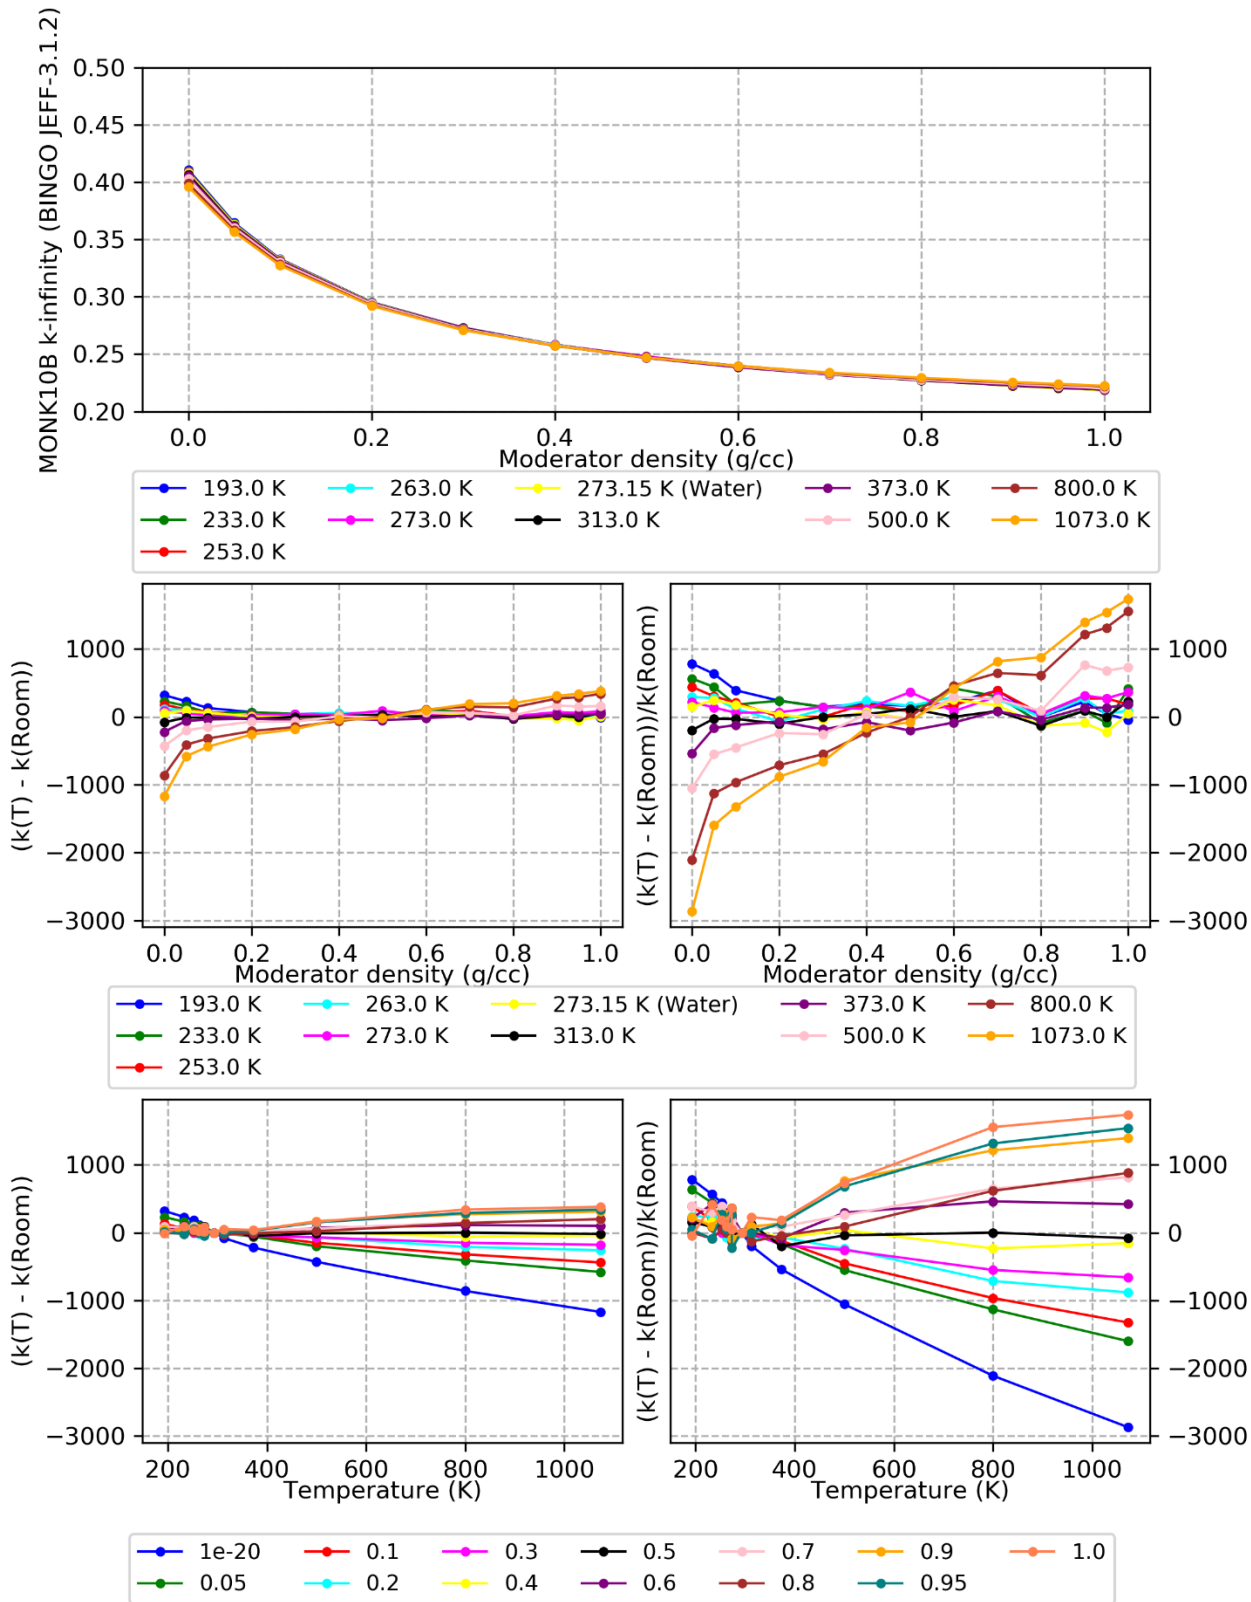 MONK10B k-infinity (BINGO JEFF-3.1.2)
0.50
0.45
0.40
0.35
0.30
0.25
0.20
0.0 0.2 0.4 0.6 0.8 1.0
Moderator density (g/cc)
193.0 K 263.0 K 273.15 K (Water) 373.0 K 800.0 K
233.0 K 273.0 K 313.0 K 500.0 K 1073.0 K
253.0 K
(k(T) - k(Room))
1000
0
−1000
−2000
−3000
0.0 0.2 0.4 0.6 0.8 1.0
Moderator density (g/cc)
(k(T) - k(Room))/k(Room)
1000
0
−1000
−2000
−3000
0.0 0.2 0.4 0.6 0.8 1.0
Moderator density (g/cc)
193.0 K 263.0 K 273.15 K (Water) 373.0 K 800.0 K
233.0 K 273.0 K 313.0 K 500.0 K 1073.0 K
253.0 K
(k(T) - k(Room))
1000
0
−1000
−2000
−3000
200 400 600 800 1000
Temperature (K)
(k(T) - k(Room))/k(Room)
1000
0
−1000
−2000
−3000
200 400 600 800 1000
Temperature (K)
1e-20 0.1 0.3 0.5 0.7 0.9 1.0
0.05 0.2 0.4 0.6 0.8 0.95